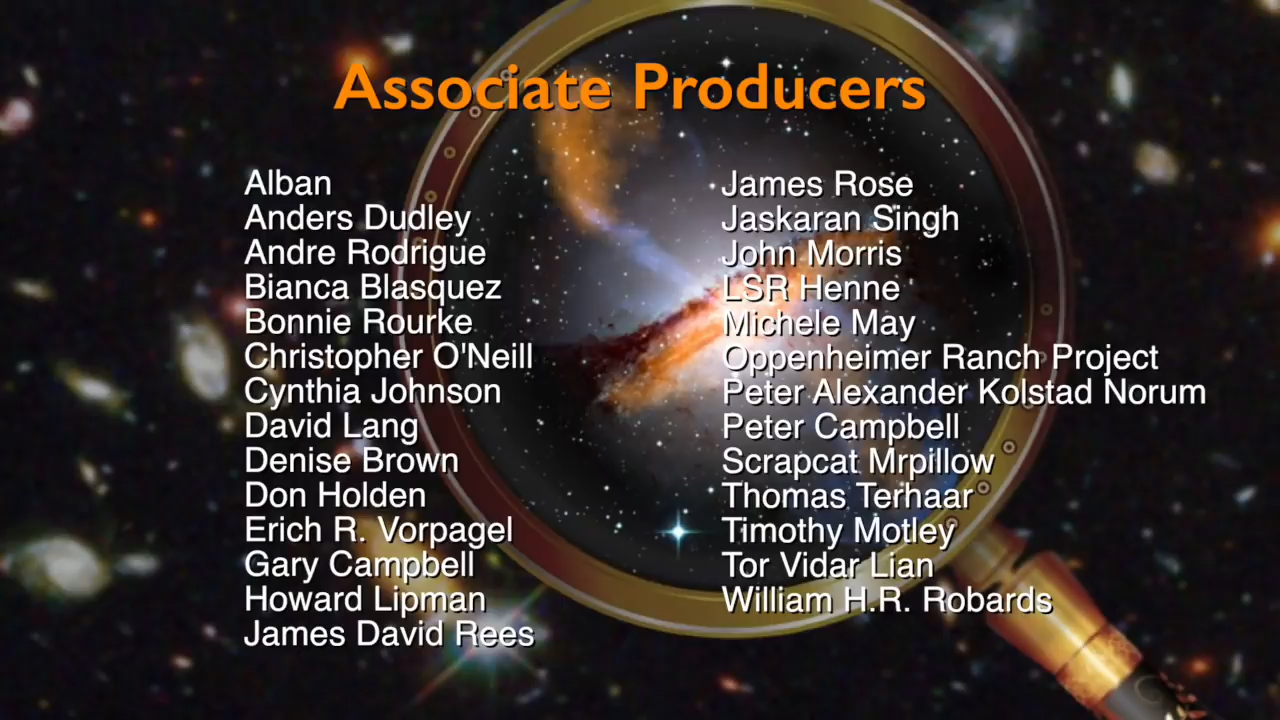 Associate Producers
Alban
Anders Dudley
Andre Rodrigue
Bianca Blasquez
Bonnie Rourke
Christopher O'Neill
Cynthia Johnson
David Lang
Denise Brown
Don Holden
Erich R. Vorpagel
Gary Campbell
Howard Lipman
James David Rees
James Rose
Jaskaran Singh
John Morris
LSR Henne
Michele May
Oppenheimer Ranch Project
Peter Alexander Kolstad Norum
Peter Campbell
Scrapcat Mrpillow
Thomas Terhaar
Timothy Motley
Tor Vidar Lian
William H.R. Robards